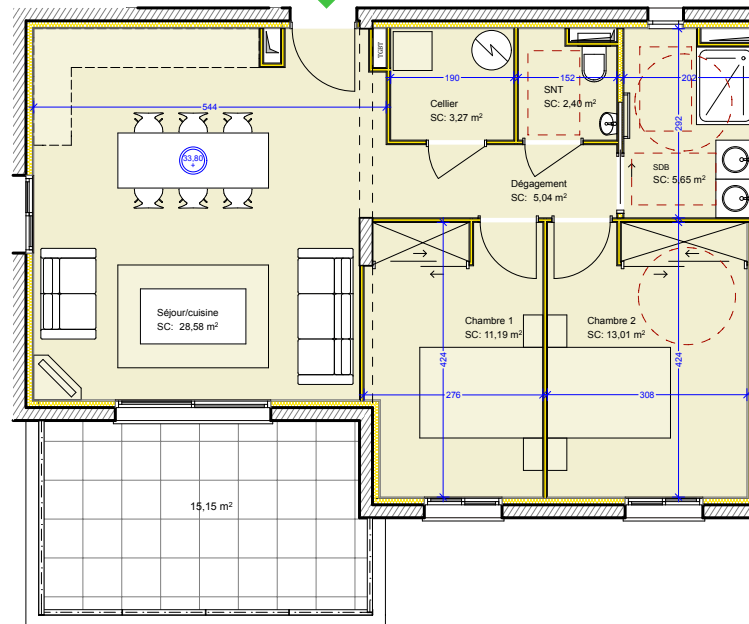 TGBT
190
152
202
Cellier
SC: 3,27 m²
SNT
SC: 2,40 m²
544
292
33,80
+
SDB
SC: 5,65 m²
Dégagement
SC: 5,04 m²
Séjour/cuisine
SC: 28,58 m²
Chambre 1
SC: 11,19 m²
Chambre 2
SC: 13,01 m²
424
424
276
308
15,15 m²